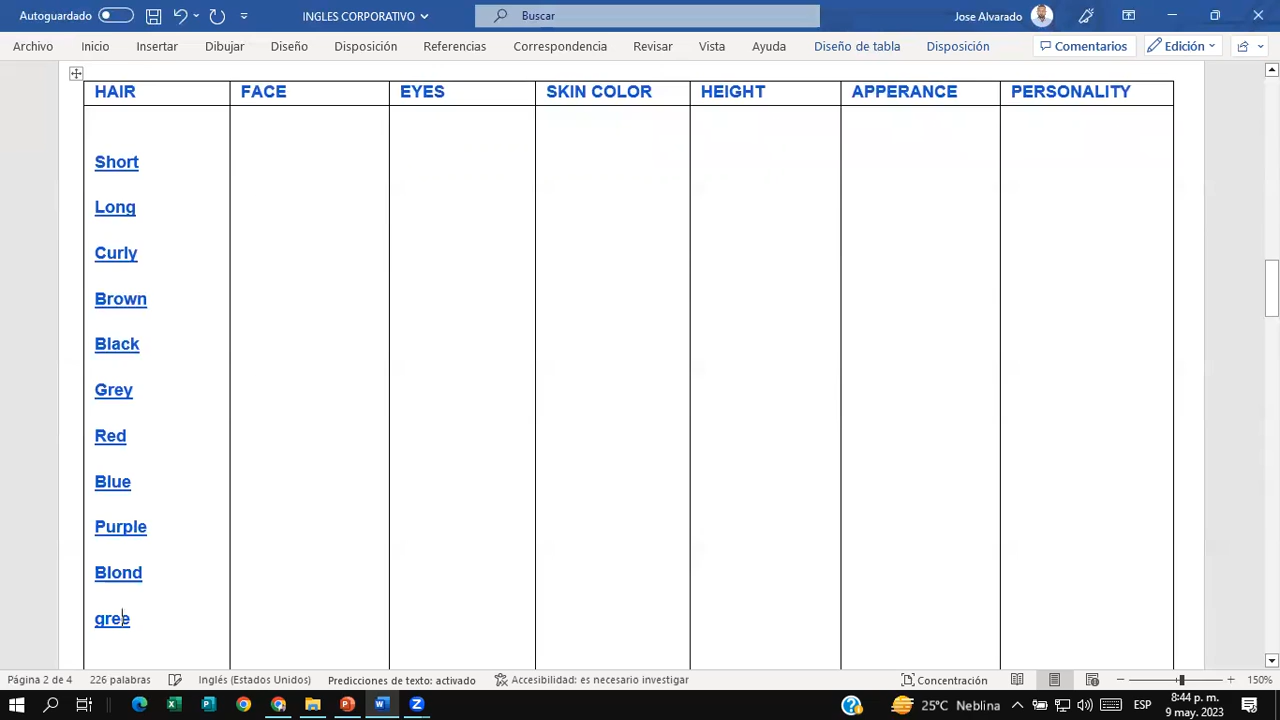 Autoguardado
INGLES CORPORATIVO
Buscar
Jose Alvarado
Archivo Inicio Insertar Dibujar Diseño Disposición Referencias Correspondencia Revisar Vista Ayuda Diseño de tabla Disposición Comentarios Edición
HAIR FACE EYES SKIN COLOR HEIGHT APPERANCE PERSONALITY
Short
Long
Curly
Brown
Black
Grey
Red
Blue
Purple
Blond
gree
Página 2 de 4 226 palabras Inglés (Estados Unidos) Predicciones de texto: activado Accesibilidad: es necesario investigar Concentración 150%
25°C Neblina ESP 8:44 p. m.
9 may. 2023